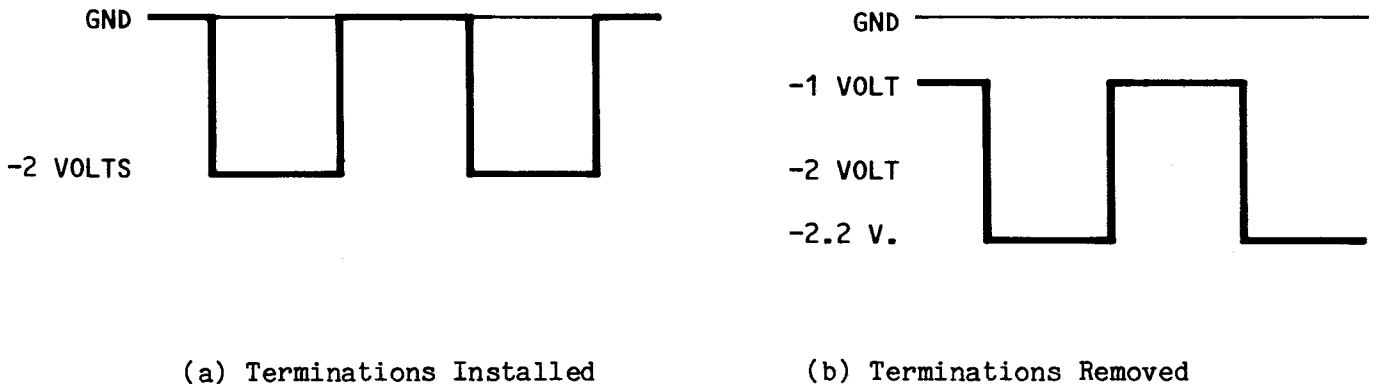 GND
-2 VOLTS
(a) Terminations Installed
GND
-1 VOLT
-2 VOLT
-2.2 V.
(b) Terminations Removed